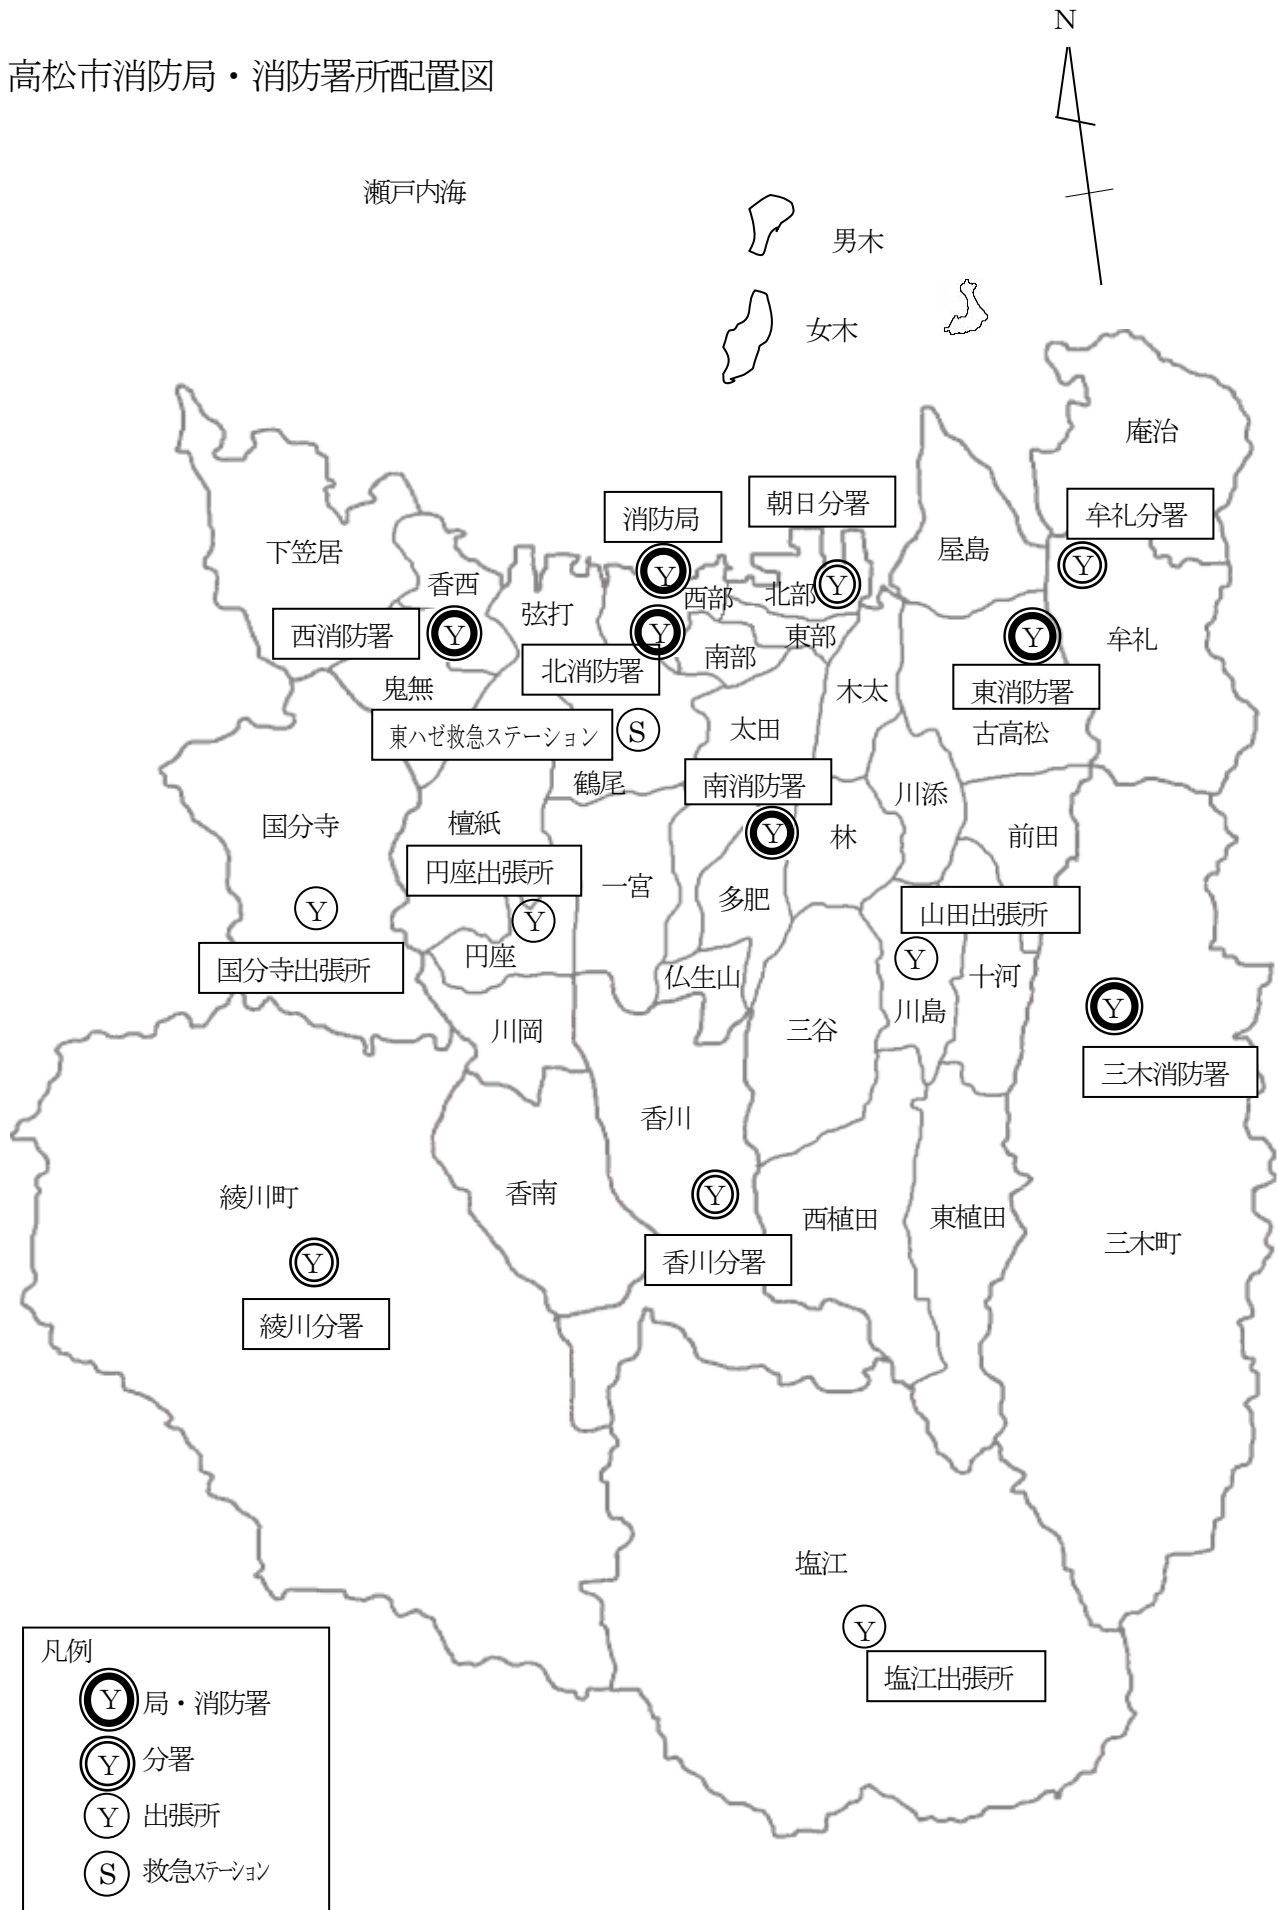 N
高松市消防局・消防署所配置図
瀬戸内海
男木
女木
庵治
朝日分署
消防局
牟礼分署
下笠居
屋島
Y
Y
香西
Y
西部
北部
弦打
西消防署
Y
Y
東部
Y
牟礼
南部
北消防署
鬼無
木太
東消防署
東ハゼ救急ステーション
S
太田
古高松
鶴尾
南消防署
川添
国分寺
檀紙
Y
林
前田
円座出張所
一宮
多肥
Y
Y
山田出張所
円座
国分寺出張所
仏生山
Y
十河
川岡
三谷
川島
Y
三木消防署
香川
綾川町
香南
Y
西植田
東植田
三木町
Y
香川分署
綾川分署
塩江
Y
塩江出張所
凡例
Y 局・消防署
Y 分署
Y 出張所
S 救急ステーション